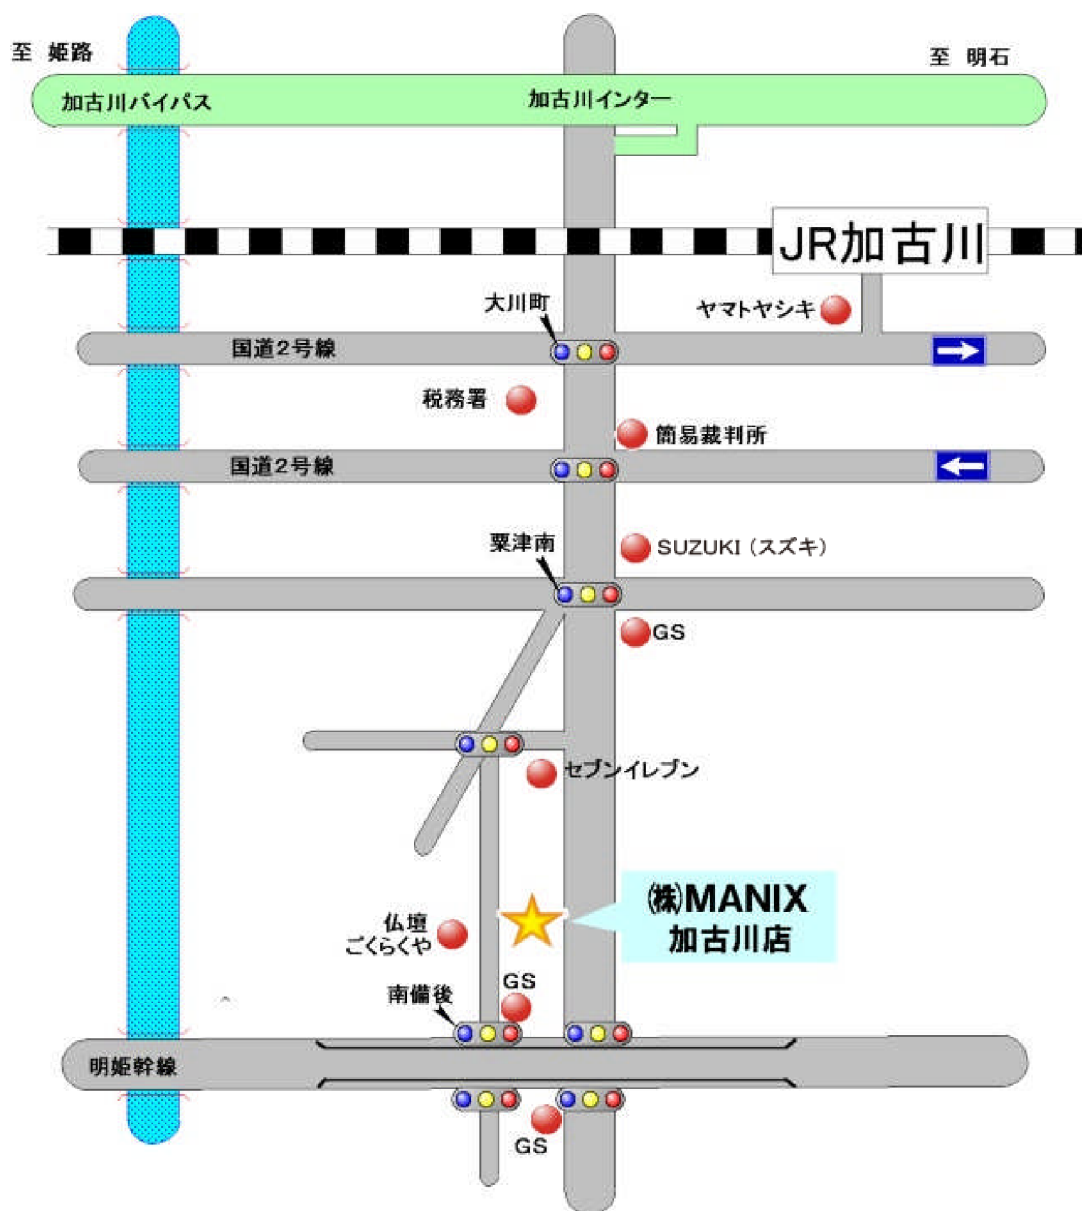 至 姫路
至 明石
加古川バイパス
加古川インター
JR加古川
大川町
ヤマトヤシキ
国道2号線
税務署
簡易裁判所
国道2号線
粟津南
SUZUKI(スズキ)
GS
セブンイレブン
㈱MANIX
加古川店
仏壇
ごくらくや
GS
南備後
明姫幹線
GS